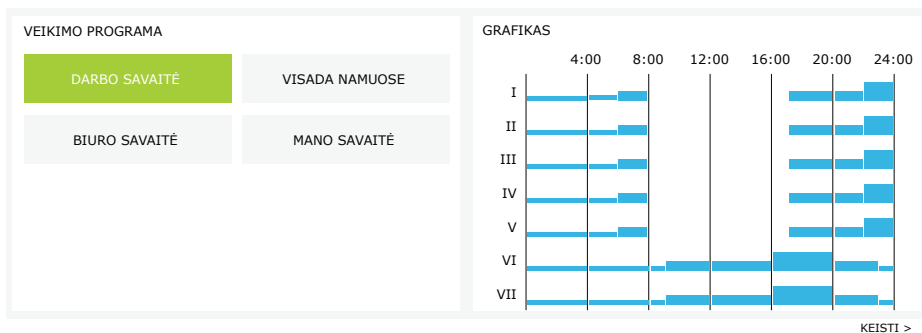 VEIKIMO PROGRAMA
DARBO SAVAITĖ
VISADA NAMUOSE
BIURO SAVAITĖ
MANO SAVAITĖ
GRAFIKAS
4:00 8:00 12:00 16:00 20:00 24:00
I
II
III
IV
V
VI
VII
KEISTI >